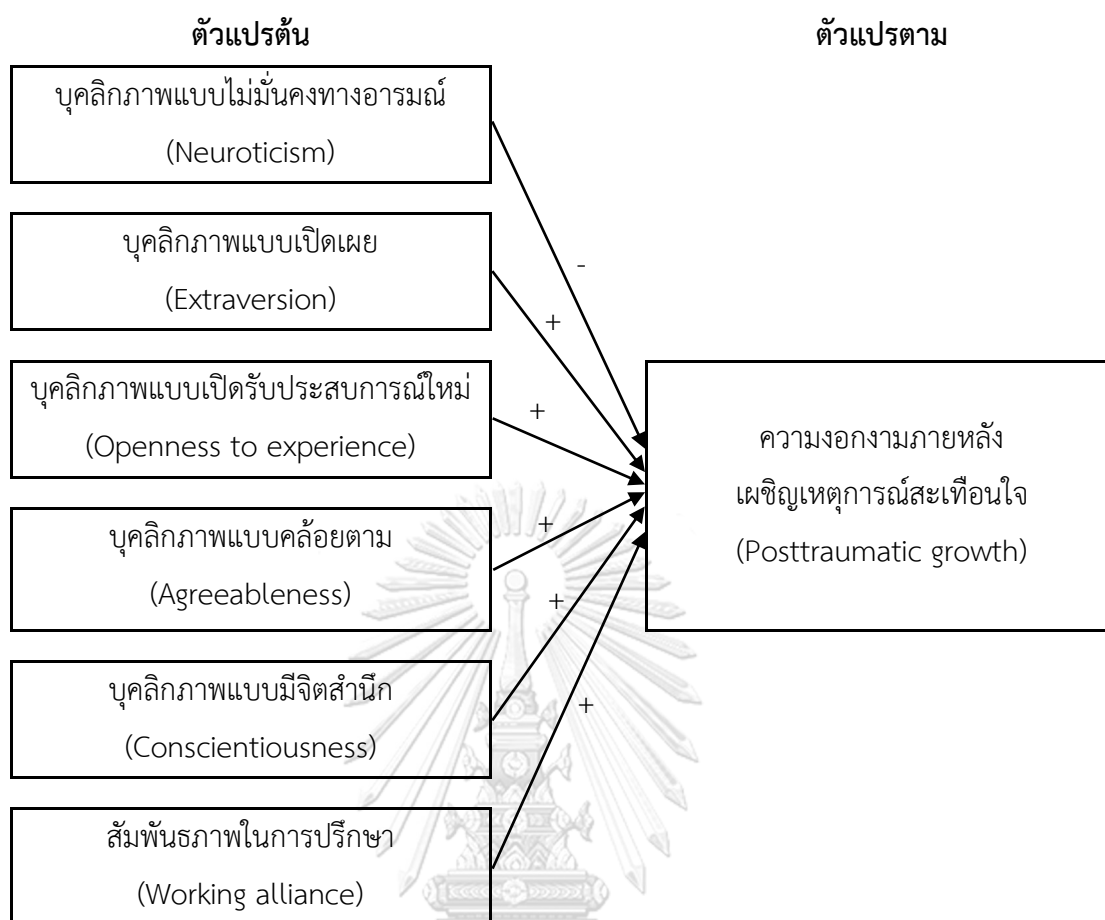 ตัวแปรต้น
ตัวแปรตาม
บุคลิกภาพแบบไม่มั่นคงทางอารมณ์
(Neuroticism)
บุคลิกภาพแบบเปิดเผย
(Extraversion)
บุคลิกภาพแบบเปิดรับประสบการณ์ใหม่
(Openness to experience)
บุคลิกภาพแบบคล้อยตาม
(Agreeableness)
บุคลิกภาพแบบมีจิตสำนึก
(Conscientiousness)
สัมพันธภาพในการปรึกษา
(Working alliance)
-
+
+
+
+
+
ความงอกงามภายหลัง
เผชิญเหตุการณ์สะเทือนใจ
(Posttraumatic growth)